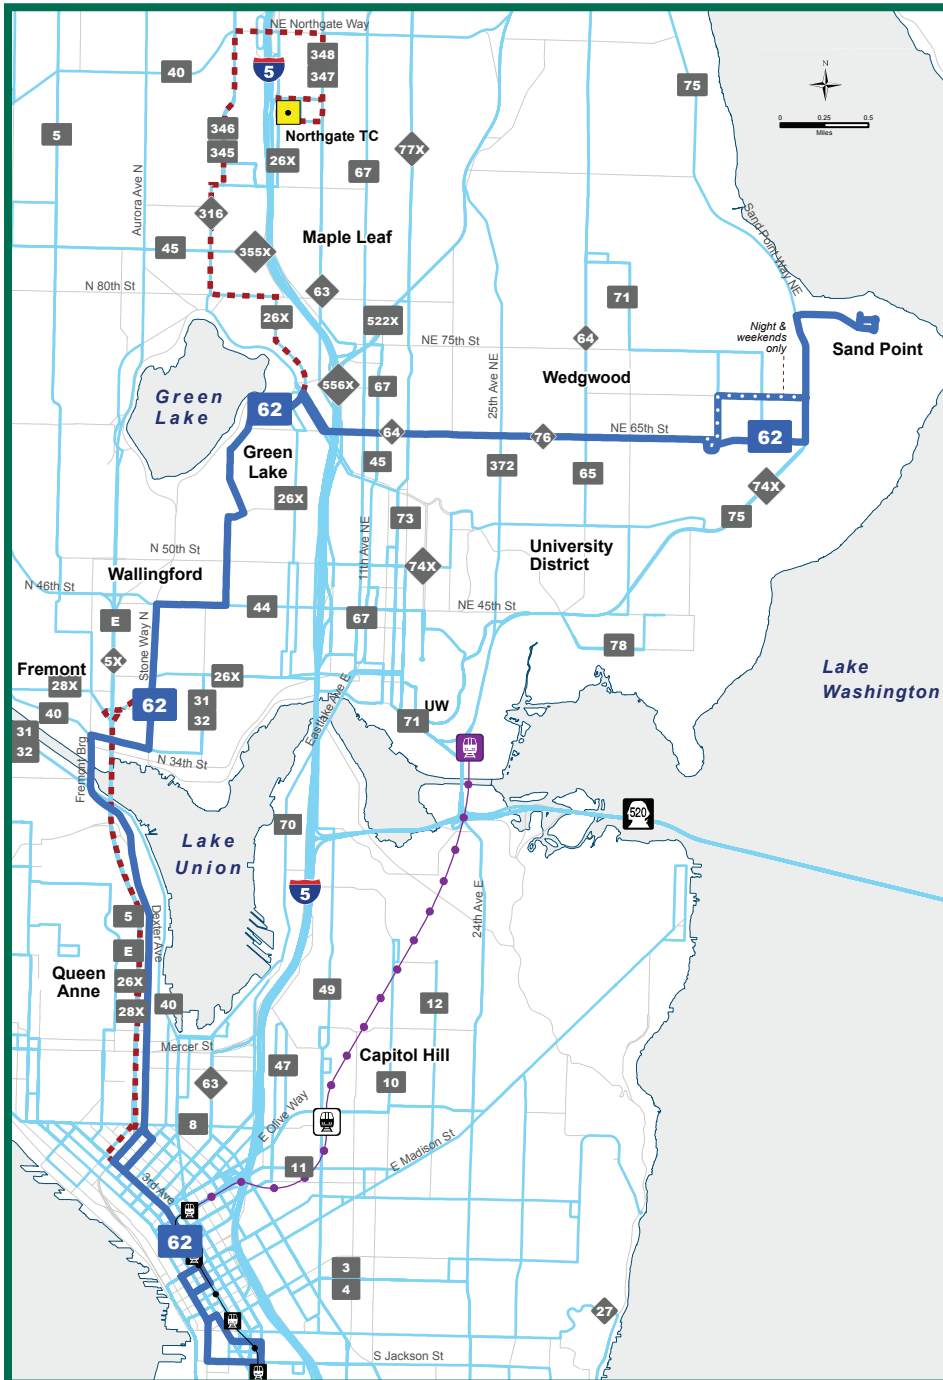 NE Northgate Way
348
347
5
40
75
N
0
0.25
0.5
Miles
5
346
345
Northgate TC
26X
77X
67
Aurora Ave N
316
Sand Point Way NE
45
355X
Maple Leaf
N 80th St
63
71
26X
522X
Night &
weekends
only
NE 75th St
64
Sand Point
Wedgwood
Green
Lake
556X
67
25th Ave NE
62
64
76
NE 65th St
62
Green
Lake
45
372
65
74X
26X
73
75
11th Ave NE
N 50th St
University
District
Wallingford
74X
N 46th St
44
NE 45th St
E
67
Stone Way N
78
5X
Fremont
28X
26X
Lake
Washington
62
31
32
40
UW
71
Eastlake Ave E
31
32
Fremont Brg
N 34th St
70
520
Lake
Union
5
24th Ave E
5
Dexter Ave
E
Queen
Anne
26X
28X
40
49
12
Mercer St
47
Capitol Hill
63
10
E Olive Way
8
E Madison St
11
3rd Ave
62
3
4
27
S Jackson St